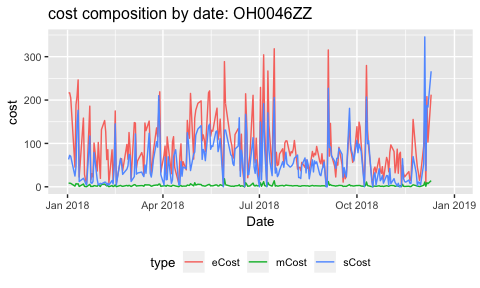 cost composition by date: OH0046ZZ
cost
300
200
100
0
Jan 2018 Apr 2018 Jul 2018 Oct 2018 Jan 2019
Date
type eCost mCost sCost